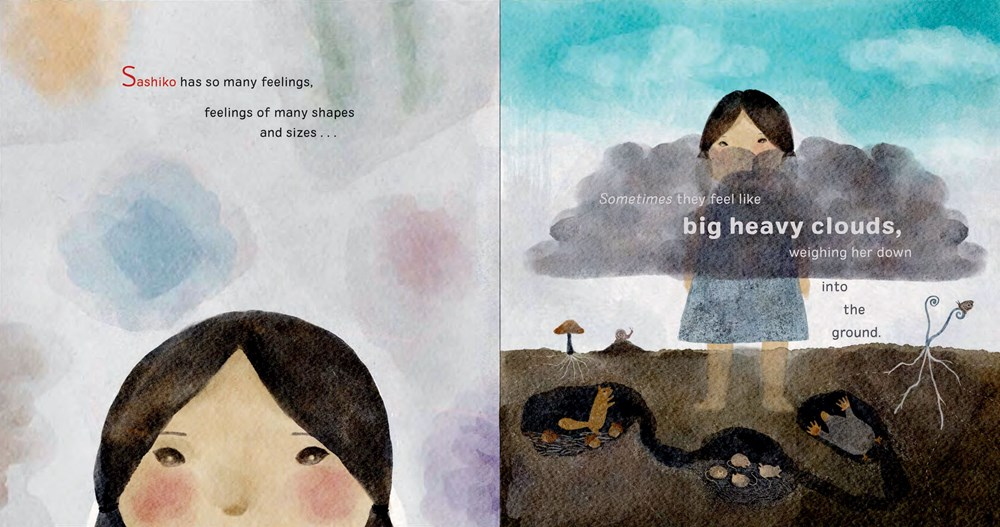 Sashiko has so many feelings,
feelings of many shapes
and sizes . . .
Sometimes they feel like
big heavy clouds,
weighing her down
into
the
ground.